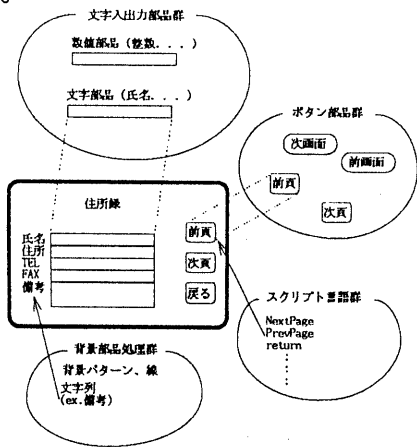 文字入出力部品群
数値部品（整数．．．）
文字部品（氏名．．．）
ボタン部品群
次画面
前画面
前頁
次頁
住所録
氏名
住所
TEL
FAX
備考
前頁
次頁
戻る
スクリプト言語群
NextPage
PrevPage
return
背景部品処理群
背景パターン、線
文字列
(ex.備考)